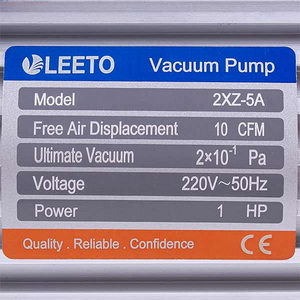 LEETO Vacuum Pump
Model 2XZ-5A
Free Air Displacement 10 CFM
Ultimate Vacuum 2×10⁻¹ Pa
Voltage 220V~50Hz
Power 1 HP
Quality . Reliable . Confidence CE